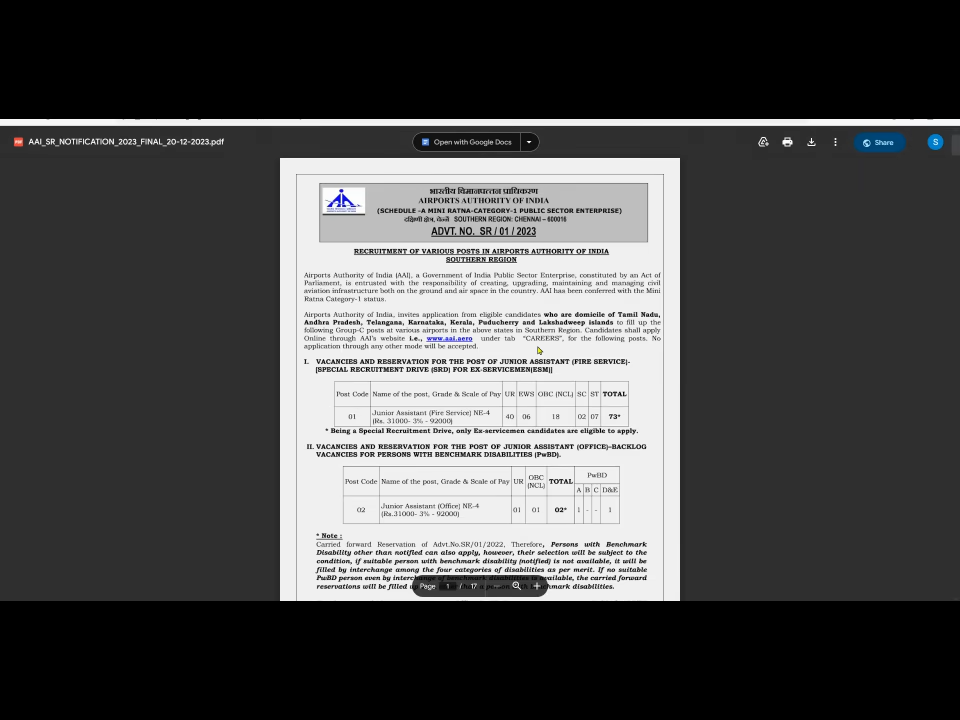 AAI_SR_NOTIFICATION_2023_FINAL_20-12-2023.pdf
Open with Google Docs
Share
S
भारतीय विमानपत्तन प्राधिकरण
AIRPORTS AUTHORITY OF INDIA
(SCHEDULE -A MINI RATNA-CATEGORY-1 PUBLIC SECTOR ENTERPRISE)
दक्षिणी क्षेत्र, चेन्नै SOUTHERN REGION: CHENNAI – 600016
ADVT. NO. SR / 01 / 2023
RECRUITMENT OF VARIOUS POSTS IN AIRPORTS AUTHORITY OF INDIA
SOUTHERN REGION
Airports Authority of India (AAI), a Government of India Public Sector Enterprise, constituted by an Act of
Parliament, is entrusted with the responsibility of creating, upgrading, maintaining and managing civil
aviation infrastructure both on the ground and air space in the country. AAI has been conferred with the Mini
Ratna Category-1 status.
Airports Authority of India, invites application from eligible candidates who are domicile of Tamil Nadu,
Andhra Pradesh, Telangana, Karnataka, Kerala, Puducherry and Lakshadweep islands to fill up the
following Group-C posts at various airports in the above states in Southern Region. Candidates shall apply
Online through AAI's website i.e., www.aai.aero under tab "CAREERS", for the following posts. No
application through any other mode will be accepted.
I. VACANCIES AND RESERVATION FOR THE POST OF JUNIOR ASSISTANT (FIRE SERVICE)-
[SPECIAL RECRUITMENT DRIVE (SRD) FOR EX-SERVICEMEN(ESM)]
Post Code Name of the post, Grade & Scale of Pay UR EWS OBC (NCL) SC ST TOTAL
01 Junior Assistant (Fire Service) NE-4 40 06 18 02 07 73*
(Rs. 31000- 3% - 92000)
* Being a Special Recruitment Drive, only Ex-servicemen candidates are eligible to apply.
II. VACANCIES AND RESERVATION FOR THE POST OF JUNIOR ASSISTANT (OFFICE)–BACKLOG
VACANCIES FOR PERSONS WITH BENCHMARK DISABILITIES (PwBD).
Post Code Name of the post, Grade & Scale of Pay UR OBC (NCL) TOTAL PwBD
A B C D&E
02 Junior Assistant (Office) NE-4 01 01 02* 1 - - 1
(Rs.31000- 3% - 92000)
* Note :
Carried forward Reservation of Advt.No.SR/01/2022, Therefore, Persons with Benchmark
Disability other than notified can also apply, however, their selection will be subject to the
condition, if suitable person with benchmark disability (notified) is not available, it will be
filled by interchange among the four categories of disabilities as per merit. If no suitable
PwBD person even by interchange of benchmark disabilities is available, the carried forward
reservations will be filled up a person benchmark disabilities.
Page 1 /